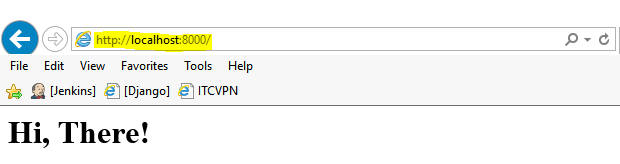 http://localhost:8000/
File Edit View Favorites Tools Help
[Jenkins] [Django] ITCVPN
Hi, There!